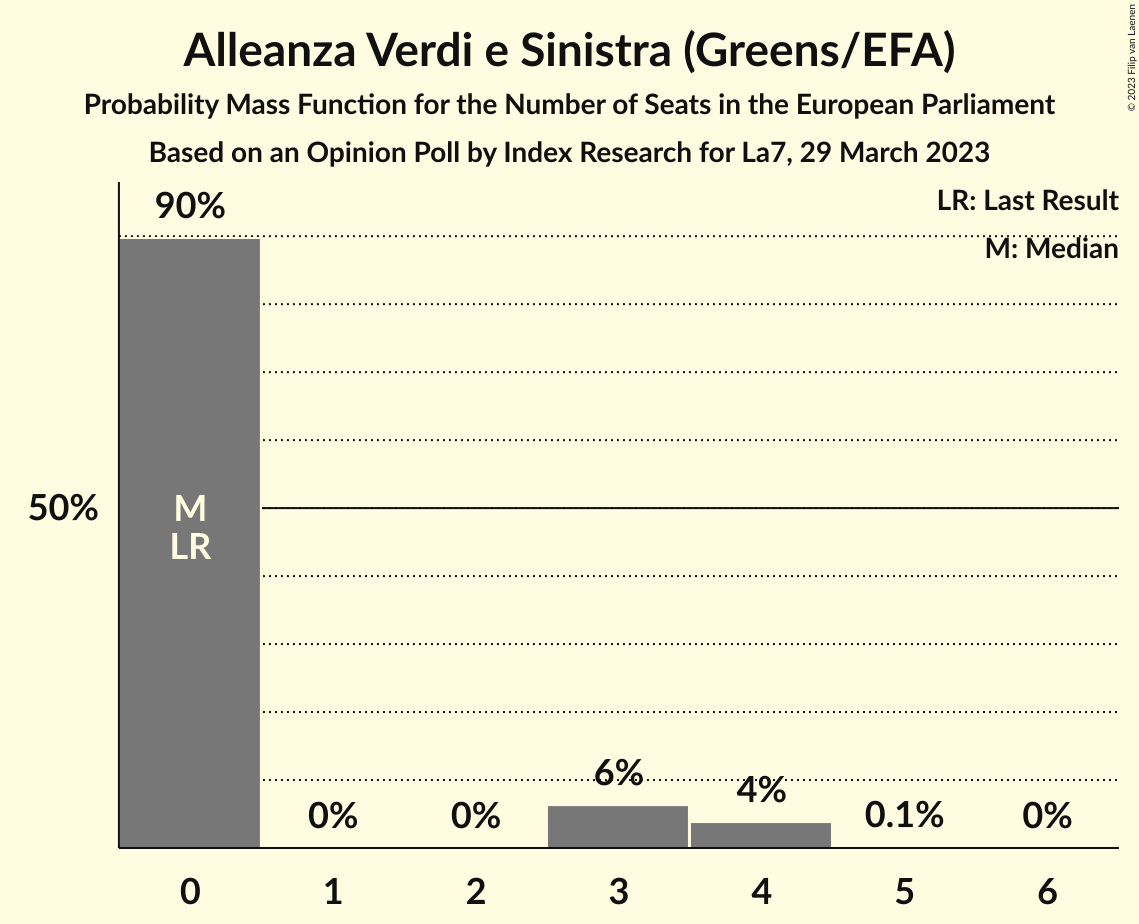 Alleanza Verdi e Sinistra (Greens/EFA)
Probability Mass Function for the Number of Seats in the European Parliament
Based on an Opinion Poll by Index Research for La7, 29 March 2023
© 2023 Filip van Laenen
LR: Last Result
M: Median
90%
50%
M
LR
0%
0%
6%
4%
0.1%
0%
0
1
2
3
4
5
6